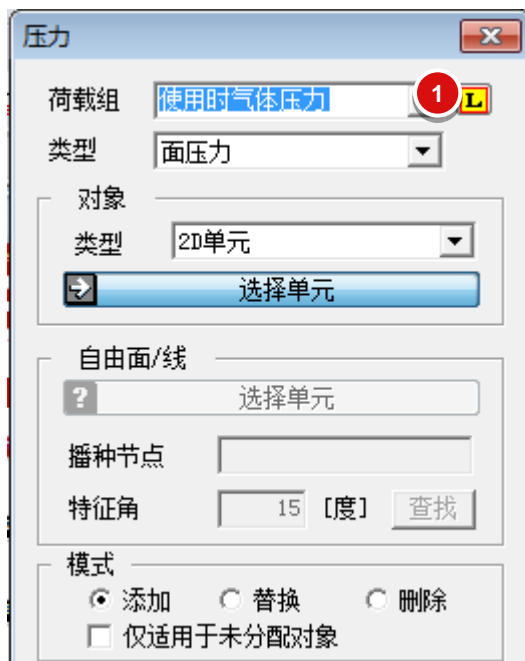 压力
荷载组 使用时气体压力 1 L
类型 面压力
对象
类型 2D单元
选择单元
自由面/线
? 选择单元
播种节点
特征角 15 [度] 查找
模式
添加 替换 删除
仅适用于未分配对象